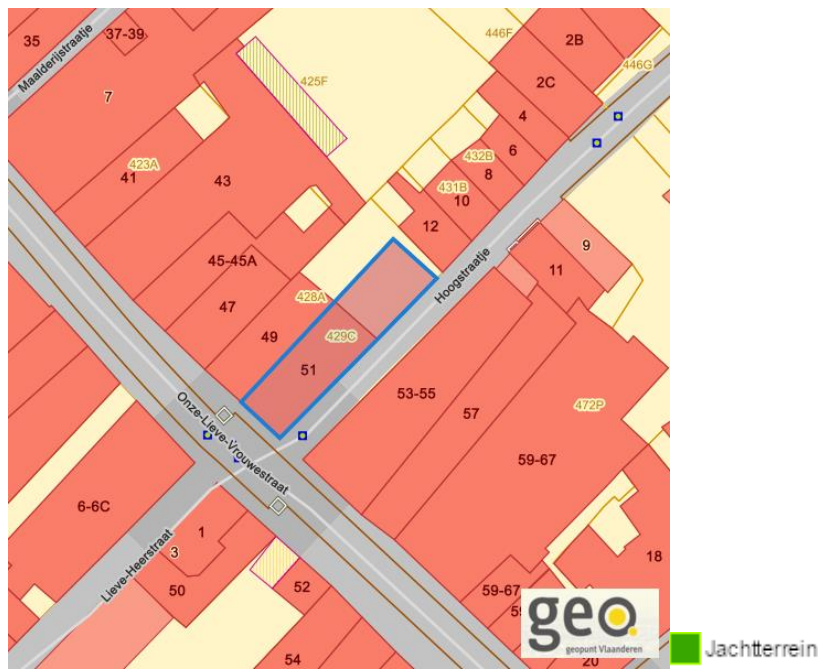 35
37-39
Maalderijstraatje
7
425F
446F
2B
446G
2C
4
6
432B
8
431B
10
12
423A
41
43
9
11
45-45A
Hoogstraatje
428A
47
429C
49
51
53-55
57
472P
59-67
Onze-Lieve-Vrouwestraat
6-6C
1
3
Lieve-Heerstraat
50
52
54
59-67
18
20
geo
geopunt Vlaanderen
Jachtterrein